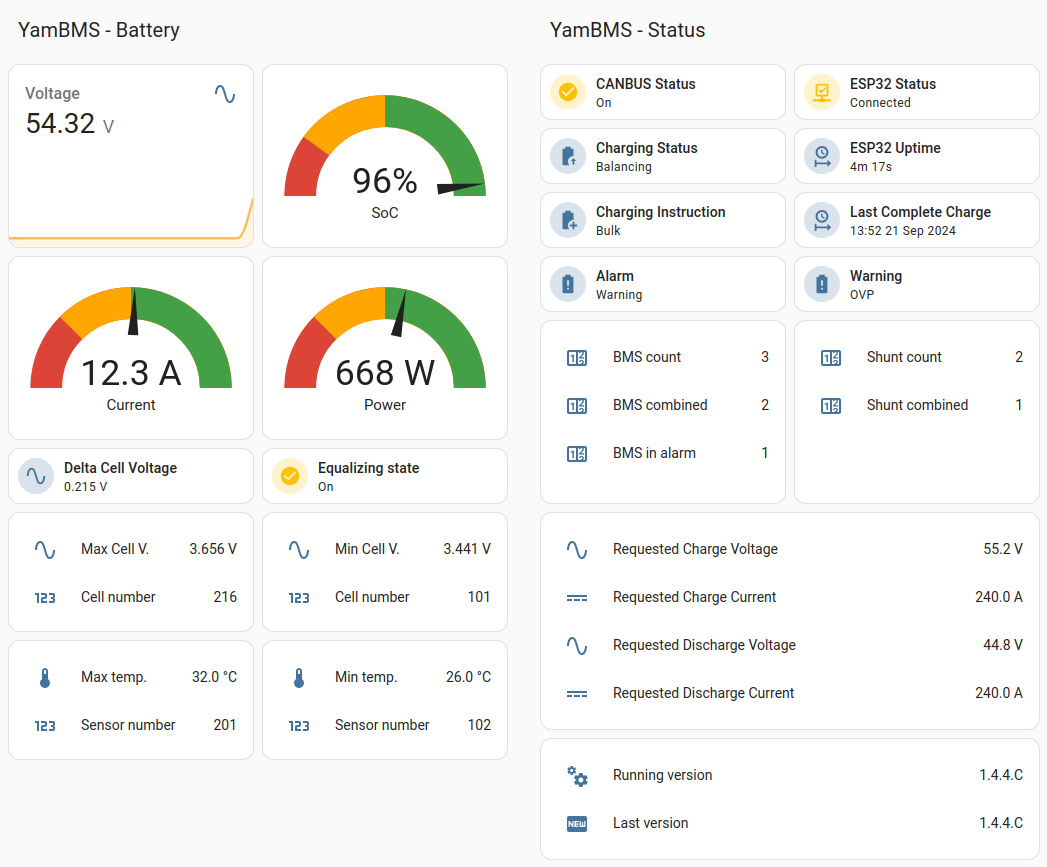 YamBMS - Battery
Voltage
54.32 V
96%
SoC
12.3 A
Current
668 W
Power
Delta Cell Voltage
0.215 V
Equalizing state
On
Max Cell V. 3.656 V
123 Cell number 216
Min Cell V. 3.441 V
123 Cell number 101
Max temp. 32.0 °C
123 Sensor number 201
Min temp. 26.0 °C
123 Sensor number 102
YamBMS - Status
CANBUS Status
On
ESP32 Status
Connected
Charging Status
Balancing
ESP32 Uptime
4m 17s
Charging Instruction
Bulk
Last Complete Charge
13:52 21 Sep 2024
Alarm
Warning
Warning
OVP
BMS count 3
BMS combined 2
BMS in alarm 1
Shunt count 2
Shunt combined 1
Requested Charge Voltage 55.2 V
Requested Charge Current 240.0 A
Requested Discharge Voltage 44.8 V
Requested Discharge Current 240.0 A
Running version 1.4.4.C
NEW Last version 1.4.4.C